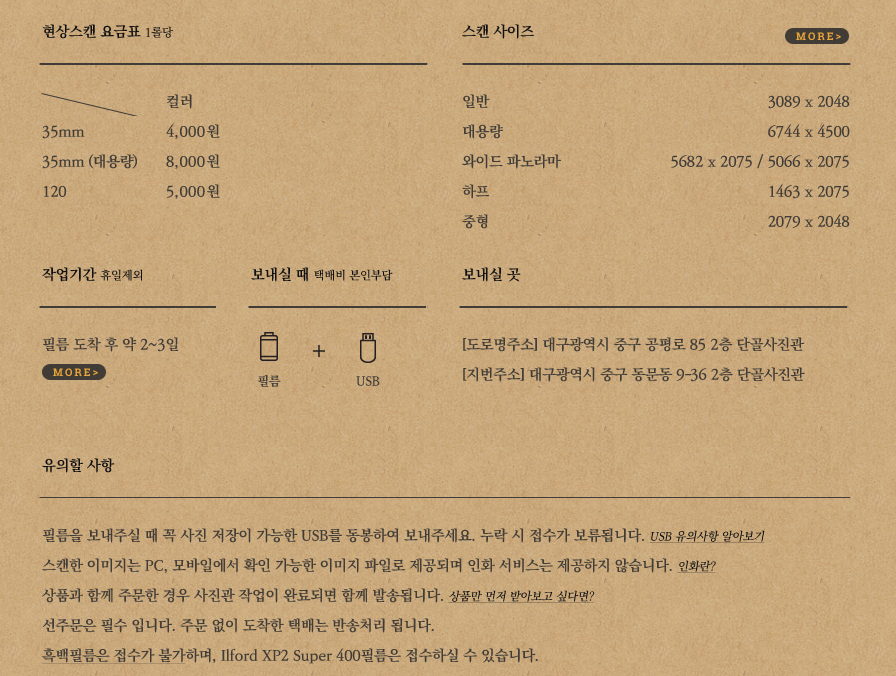 현상스캔 요금표 1롤당
컬러
35mm 4,000원
35mm (대용량) 8,000원
120 5,000원
스캔 사이즈 MORE>
일반 3089 x 2048
대용량 6744 x 4500
와이드 파노라마 5682 x 2075 / 5066 x 2075
하프 1463 x 2075
중형 2079 x 2048
작업기간 휴일제외
필름 도착 후 약 2~3일
MORE>
보내실 때 택배비 본인부담
+
필름 USB
보내실 곳
[도로명주소] 대구광역시 중구 공평로 85 2층 단골사진관
[지번주소] 대구광역시 중구 동문동 9-36 2층 단골사진관
유의할 사항
필름을 보내주실 때 꼭 사진 저장이 가능한 USB를 동봉하여 보내주세요. 누락 시 접수가 보류됩니다. USB 유의사항 알아보기
스캔한 이미지는 PC, 모바일에서 확인 가능한 이미지 파일로 제공되며 인화 서비스는 제공하지 않습니다. 인화란?
상품과 함께 주문한 경우 사진관 작업이 완료되면 함께 발송됩니다. 상품만 먼저 받아보고 싶다면?
선주문은 필수 입니다. 주문 없이 도착한 택배는 반송처리 됩니다.
흑백필름은 접수가 불가하며, Ilford XP2 Super 400필름은 접수하실 수 있습니다.